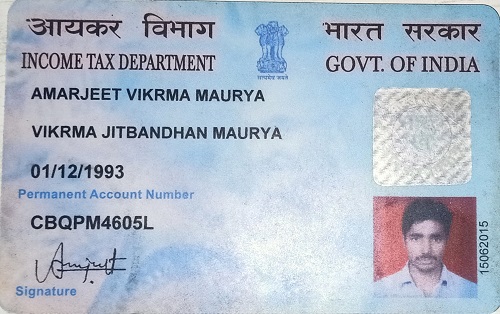 आयकर विभाग
INCOME TAX DEPARTMENT
सत्यमेव जयते
भारत सरकार
GOVT. OF INDIA
AMARJEET VIKRMA MAURYA
VIKRMA JITBANDHAN MAURYA
01/12/1993
Permanent Account Number
CBQPM4605L
Signature
15062015